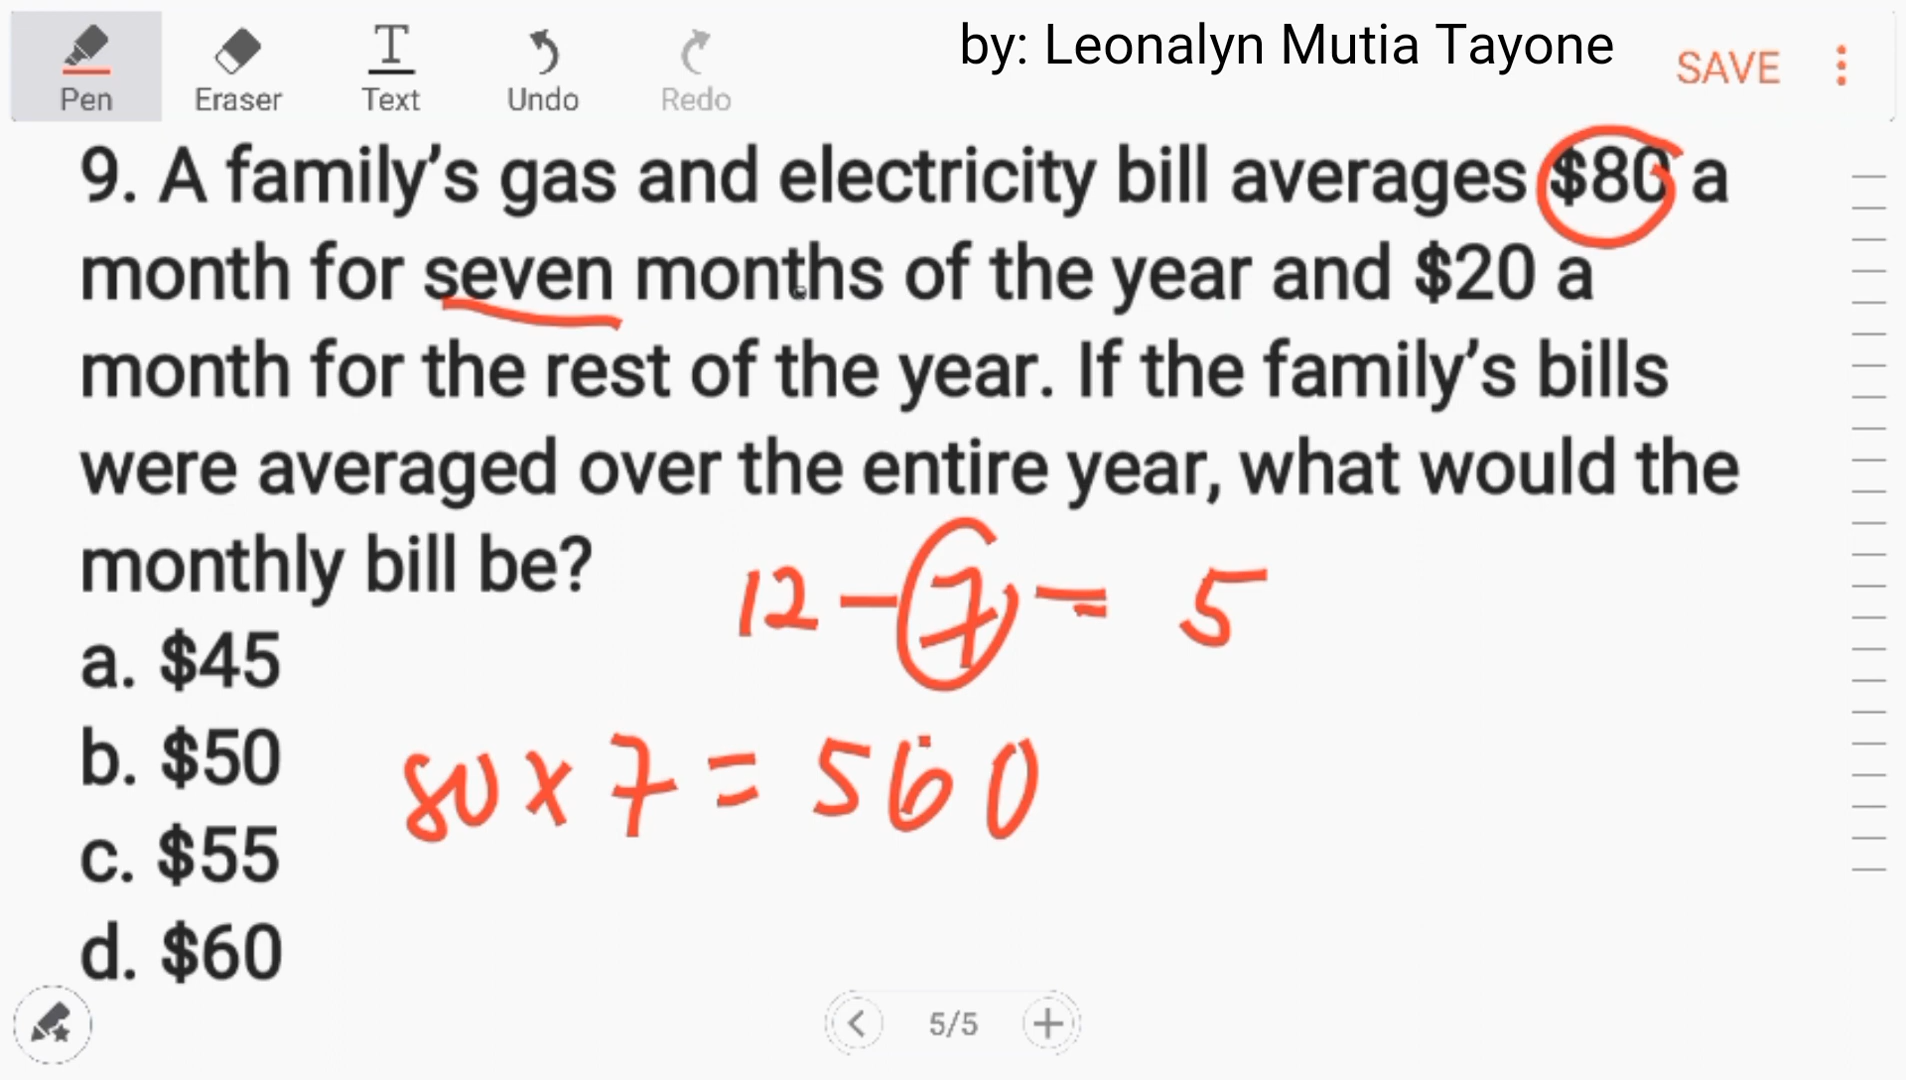 by: Leonalyn Mutia Tayone
Pen Eraser Text Undo Redo SAVE
9. A family's gas and electricity bill averages $80 a
month for seven months of the year and $20 a
month for the rest of the year. If the family's bills
were averaged over the entire year, what would the
monthly bill be?
12 - 7 = 5
a. $45
b. $50
80 x 7 = 560
c. $55
d. $60
5/5